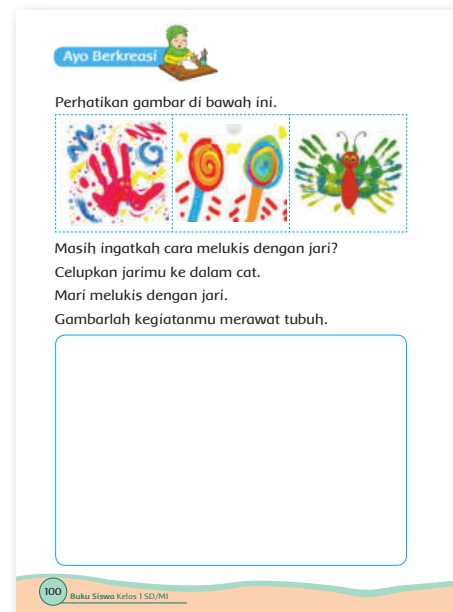 Ayo Berkreasi
Perhatikan gambar di bawah ini.
Masih ingatkah cara melukis dengan jari?
Celupkan jarimu ke dalam cat.
Mari melukis dengan jari.
Gambarlah kegiatanmu merawat tubuh.
100 Buku Siswa Kelas 1 SD/MI